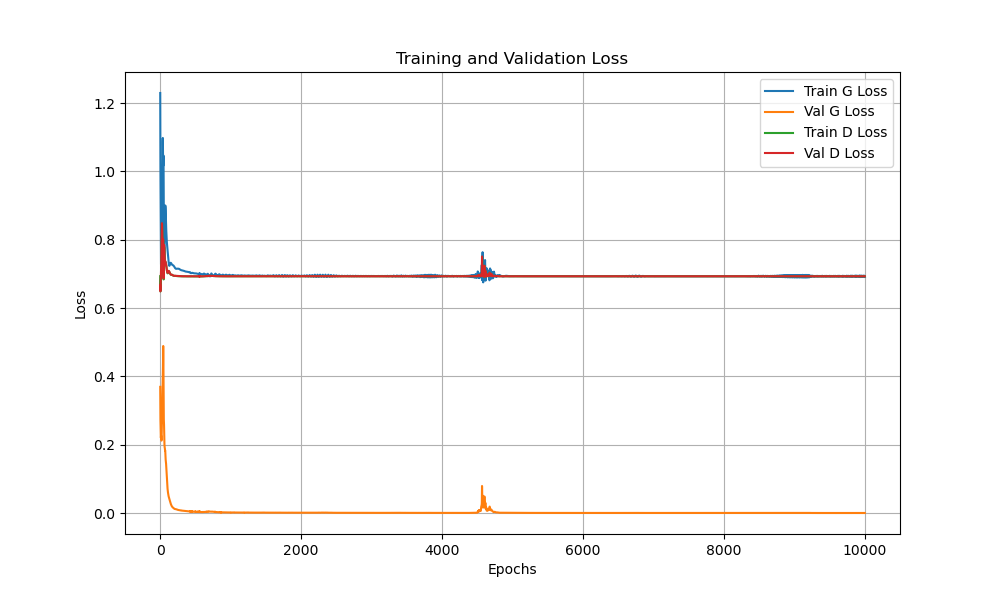 Training and Validation Loss
Train G Loss
Val G Loss
Train D Loss
Val D Loss
1.2
1.0
0.8
0.6
0.4
0.2
0.0
Loss
0
2000
4000
6000
8000
10000
Epochs